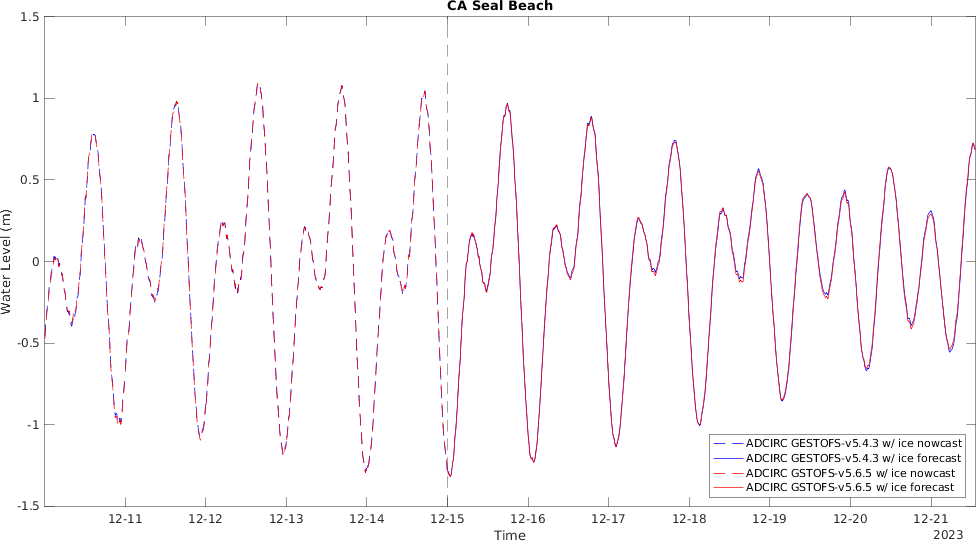 CA Seal Beach
1.5
1
0.5
0
-0.5
-1
-1.5
Water Level (m)
12-11 12-12 12-13 12-14 12-15 12-16 12-17 12-18 12-19 12-20 12-21
Time
2023
ADCIRC GESTOFS-v5.4.3 w/ ice nowcast
ADCIRC GESTOFS-v5.4.3 w/ ice forecast
ADCIRC GSTOFS-v5.6.5 w/ ice nowcast
ADCIRC GSTOFS-v5.6.5 w/ ice forecast